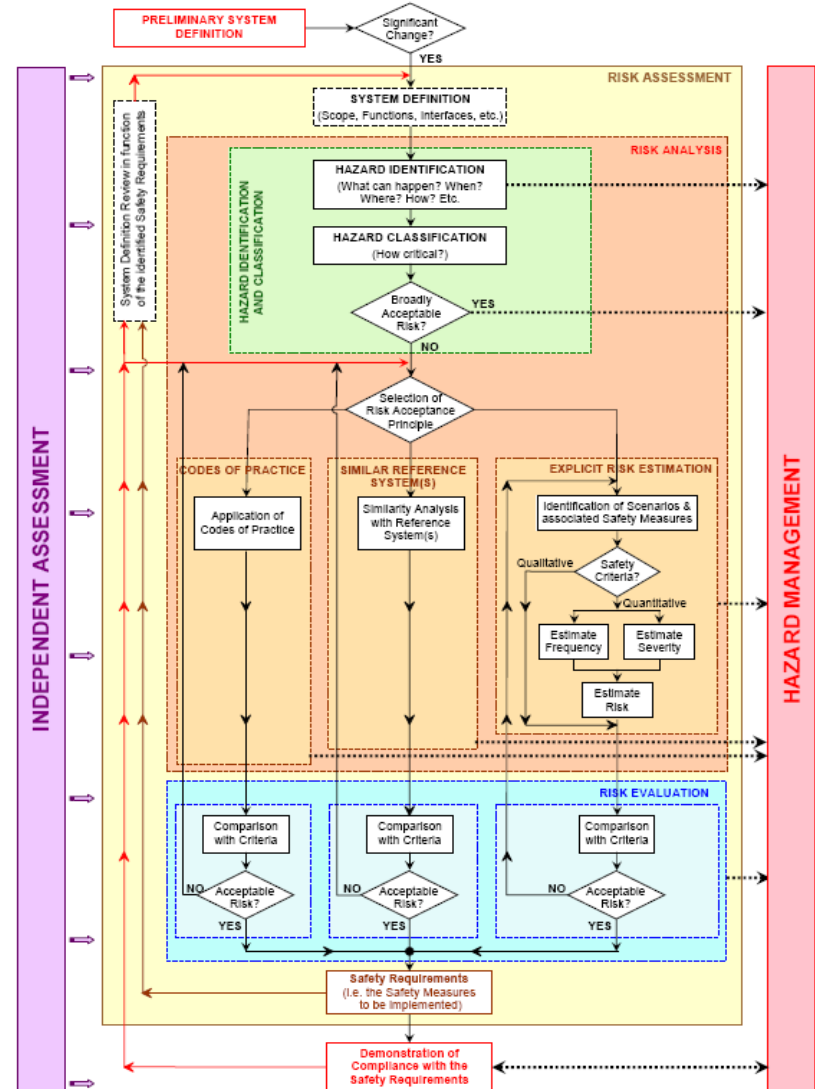 PRELIMINARY SYSTEM
DEFINITION
Significant
Change?
YES
RISK ASSESSMENT
SYSTEM DEFINITION
(Scope, Functions, Interfaces, etc.)
System Definition Review in function
of the identified Safety Requirements
RISK ANALYSIS
HAZARD IDENTIFICATION
AND CLASSIFICATION
HAZARD IDENTIFICATION
(What can happen? When?
Where? How? Etc.
HAZARD CLASSIFICATION
(How critical?)
Broadly
Acceptable
Risk?
YES
NO
Selection of
Risk Acceptance
Principle
CODES OF PRACTICE
Application of
Codes of Practice
SIMILAR REFERENCE
SYSTEM(S)
Similarity Analysis
with Reference
System(s)
EXPLICIT RISK ESTIMATION
Identification of Scenarios &
associated Safety Measures
Qualitative
Safety
Criteria?
Quantitative
Estimate
Frequency
Estimate
Severity
Estimate
Risk
INDEPENDENT ASSESSMENT
HAZARD MANAGEMENT
RISK EVALUATION
Comparison
with Criteria
Comparison
with Criteria
Comparison
with Criteria
NO
Acceptable
Risk?
YES
NO
Acceptable
Risk?
YES
NO
Acceptable
Risk?
YES
Safety Requirements
(i.e. the Safety Measures
to be implemented)
Demonstration of
Compliance with the
Safety Requirements